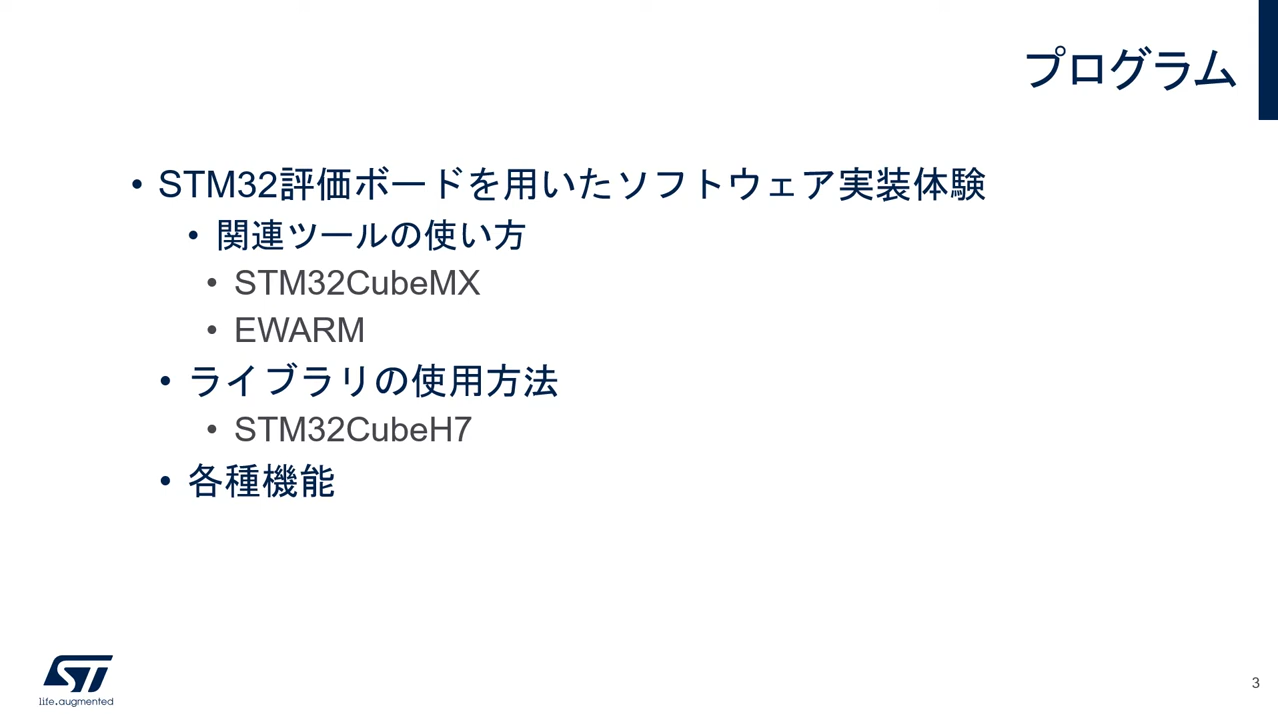 プログラム
• STM32評価ボードを用いたソフトウェア実装体験
• 関連ツールの使い方
• STM32CubeMX
• EWARM
• ライブラリの使用方法
• STM32CubeH7
• 各種機能
ST
life.augmented
3